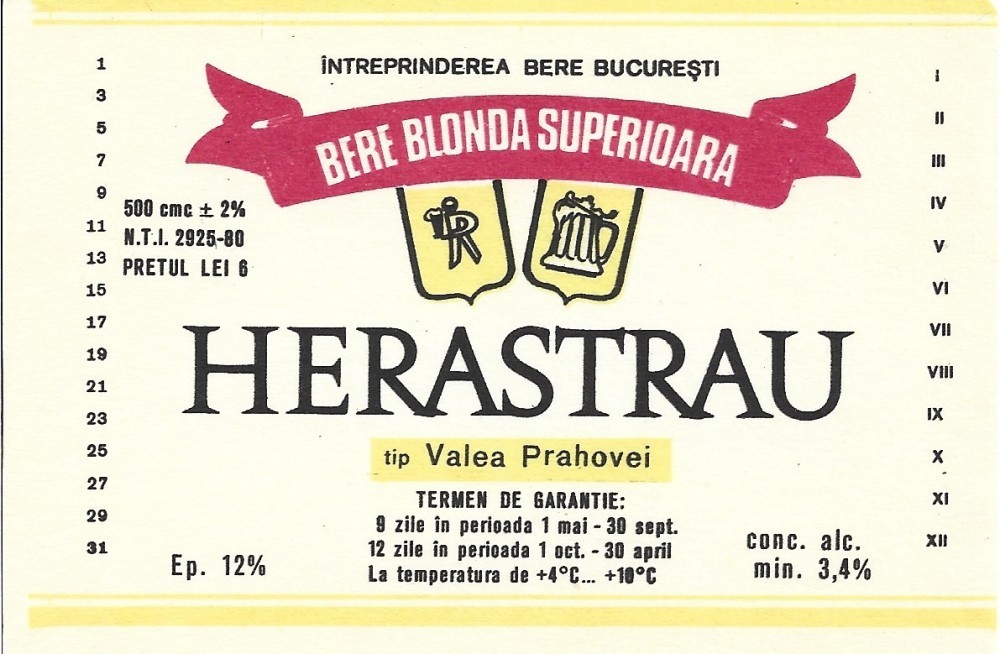 ÎNTREPRINDEREA BERE BUCUREȘTI
BERE BLONDA SUPERIOARA
1
3
5
7
9
11
13
15
17
19
21
23
25
27
29
31
500 cmc ± 2%
N.T.I. 2925-80
PRETUL LEI 6
I
II
III
IV
V
VI
VII
VIII
IX
X
XI
XII
HERASTRAU
tip Valea Prahovei
TERMEN DE GARANTIE:
9 zile în perioada 1 mai - 30 sept.
12 zile în perioada 1 oct. - 30 april
La temperatura de +4°C... +10°C
Ep. 12%
conc. alc.
min. 3,4%